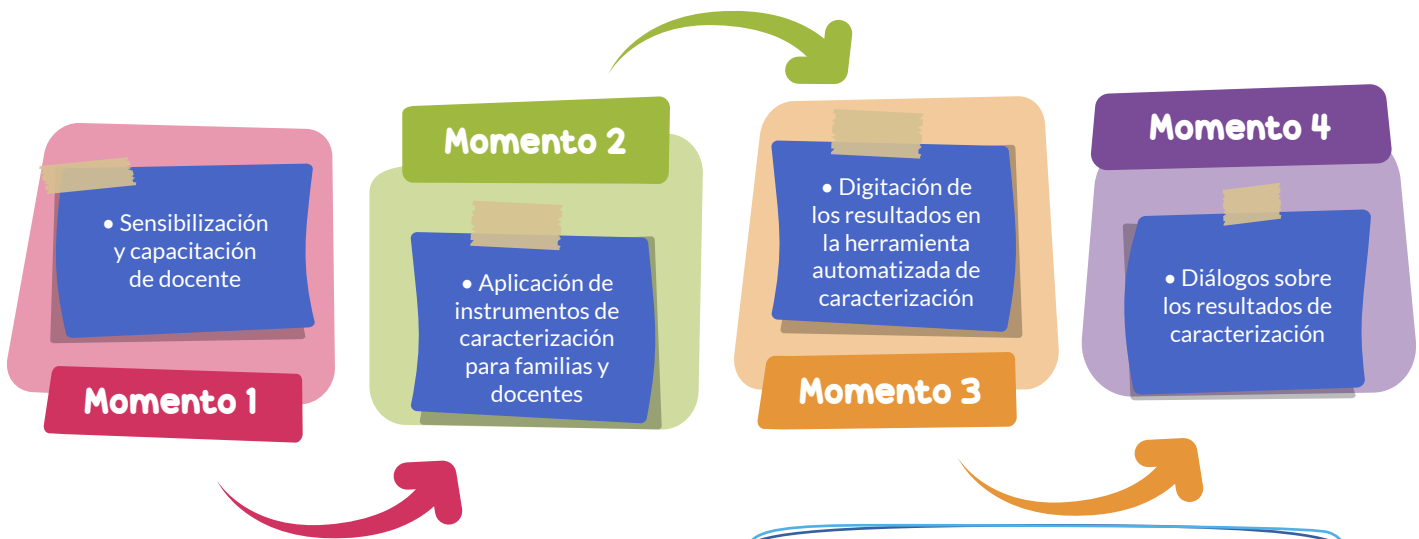 Momento 1
• Sensibilización
y capacitación
de docente
Momento 2
• Aplicación de
instrumentos de
caracterización
para familias y
docentes
Momento 3
• Digitación de
los resultados en
la herramienta
automatizada de
caracterización
Momento 4
• Diálogos sobre
los resultados de
caracterización